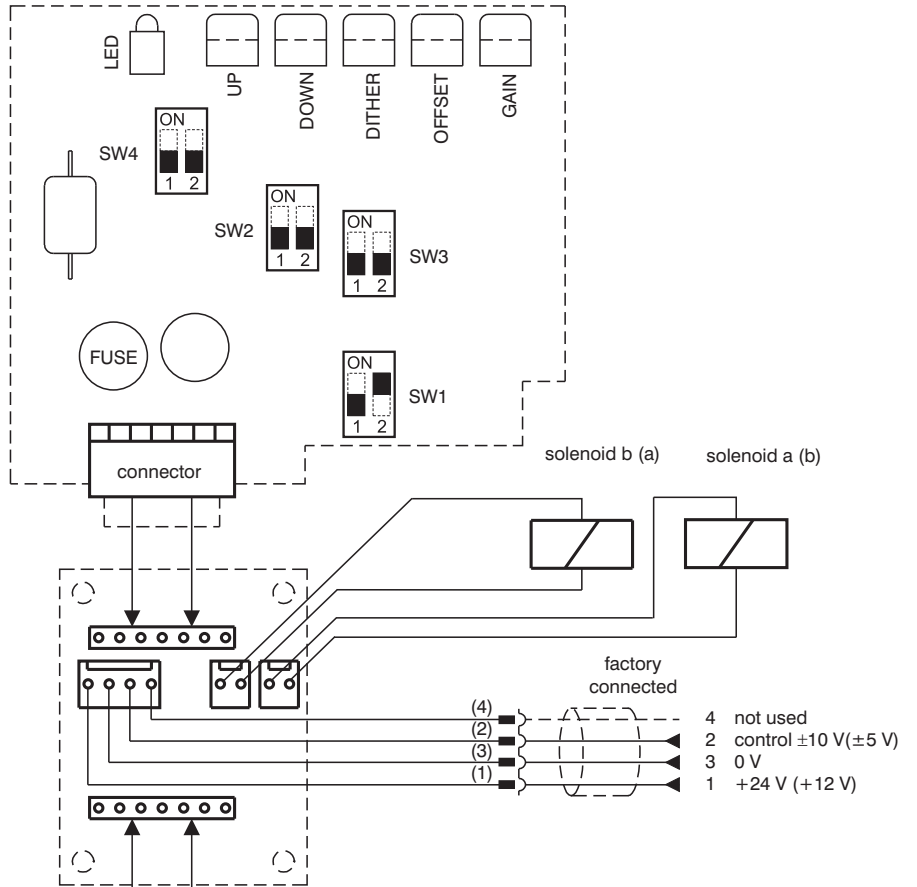 LED
UP
DOWN
DITHER
OFFSET
GAIN
ON
SW4
1 2
ON
SW2
1 2
ON
SW3
1 2
FUSE
ON
SW1
1 2
connector
solenoid b (a)
solenoid a (b)
factory
connected
(4)
4 not used
(2)
2 control ±10 V(±5 V)
(3)
3 0 V
(1)
1 +24 V (+12 V)